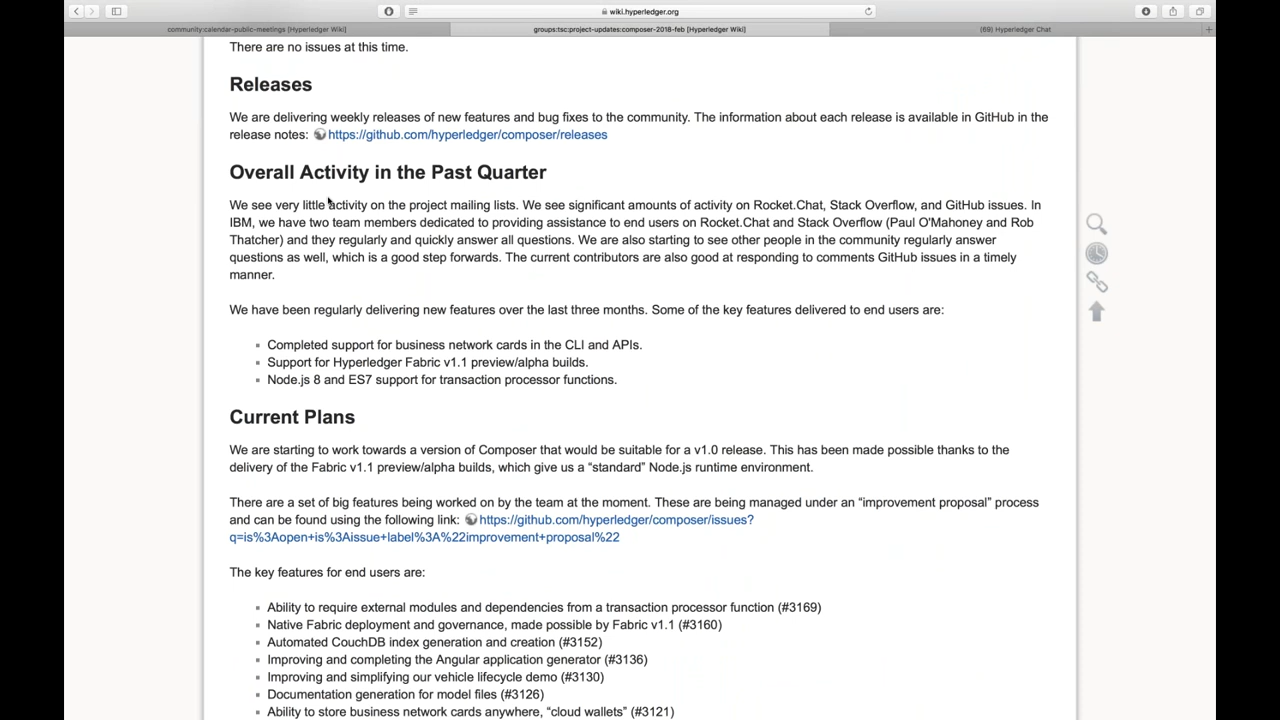 wiki.hyperledger.org
community:calendar-public-meetings [Hyperledger Wiki]
groups:tsc:project-updates:composer-2018-feb [Hyperledger Wiki]
(69) Hyperledger Chat
There are no issues at this time.
Releases
We are delivering weekly releases of new features and bug fixes to the community. The information about each release is available in GitHub in the
release notes: https://github.com/hyperledger/composer/releases
Overall Activity in the Past Quarter
We see very little activity on the project mailing lists. We see significant amounts of activity on Rocket.Chat, Stack Overflow, and GitHub issues. In
IBM, we have two team members dedicated to providing assistance to end users on Rocket.Chat and Stack Overflow (Paul O'Mahoney and Rob
Thatcher) and they regularly and quickly answer all questions. We are also starting to see other people in the community regularly answer
questions as well, which is a good step forwards. The current contributors are also good at responding to comments GitHub issues in a timely
manner.
We have been regularly delivering new features over the last three months. Some of the key features delivered to end users are:
Completed support for business network cards in the CLI and APIs.
Support for Hyperledger Fabric v1.1 preview/alpha builds.
Node.js 8 and ES7 support for transaction processor functions.
Current Plans
We are starting to work towards a version of Composer that would be suitable for a v1.0 release. This has been made possible thanks to the
delivery of the Fabric v1.1 preview/alpha builds, which give us a “standard” Node.js runtime environment.
There are a set of big features being worked on by the team at the moment. These are being managed under an “improvement proposal” process
and can be found using the following link: https://github.com/hyperledger/composer/issues?
q=is%3Aopen+is%3Aissue+label%3A%22improvement+proposal%22
The key features for end users are:
Ability to require external modules and dependencies from a transaction processor function (#3169)
Native Fabric deployment and governance, made possible by Fabric v1.1 (#3160)
Automated CouchDB index generation and creation (#3152)
Improving and completing the Angular application generator (#3136)
Improving and simplifying our vehicle lifecycle demo (#3130)
Documentation generation for model files (#3126)
Ability to store business network cards anywhere, “cloud wallets” (#3121)